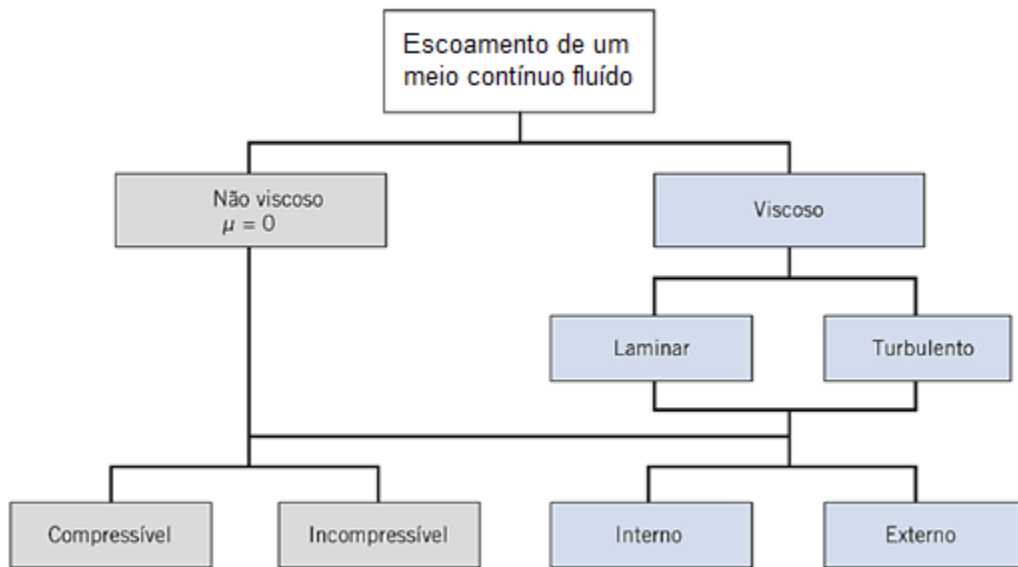 Escoamento de um
meio contínuo fluído
Não viscoso
μ = 0
Viscoso
Laminar
Turbulento
Compressível
Incompressível
Interno
Externo